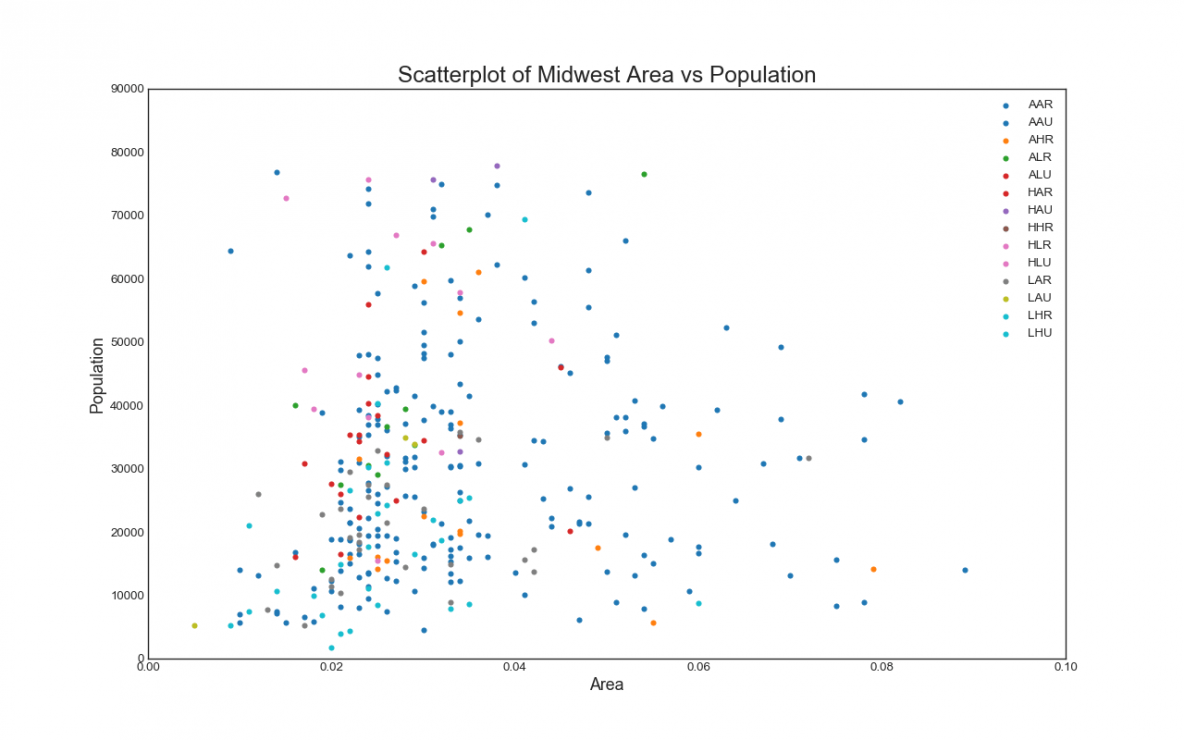 Scatterplot of Midwest Area vs Population
90000
80000
70000
60000
50000
40000
30000
20000
10000
0
Population
0.00 0.02 0.04 0.06 0.08 0.10
Area
AAR
AAU
AHR
ALR
ALU
HAR
HAU
HHR
HLR
HLU
LAR
LAU
LHR
LHU